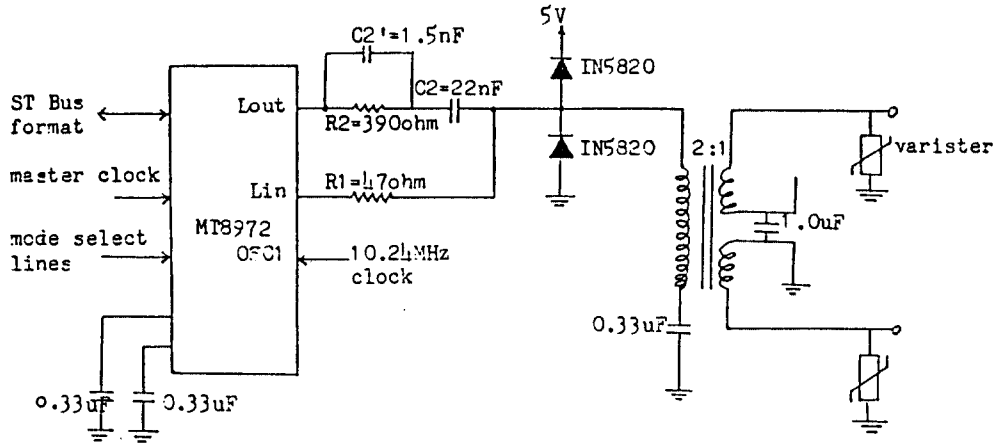 5V
C2'=1.5nF
IN5820
C2=22nF
ST Bus
format
Lout
R2=390ohm
IN5820
2:1
varister
master clock
Lin
R1=47ohm
MT8972
1.0uF
mode select
lines
OSC1
10.24MHz
clock
0.33uF
0.33uF
0.33uF